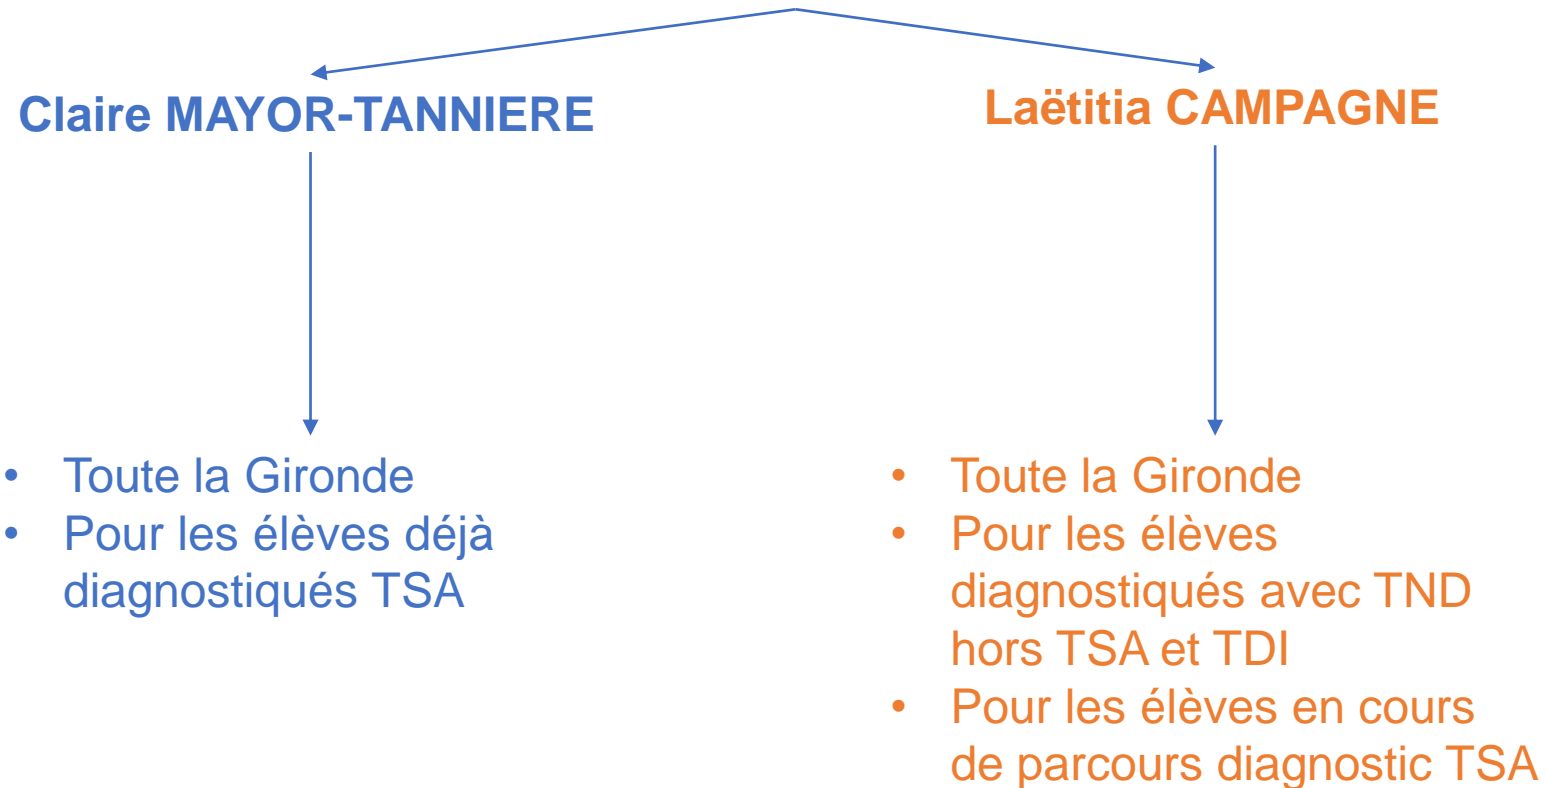 Claire MAYOR-TANNIERE
• Toute la Gironde
• Pour les élèves déjà
diagnostiqués TSA
Laëtitia CAMPAGNE
• Toute la Gironde
• Pour les élèves
diagnostiqués avec TND
hors TSA et TDI
• Pour les élèves en cours
de parcours diagnostic TSA